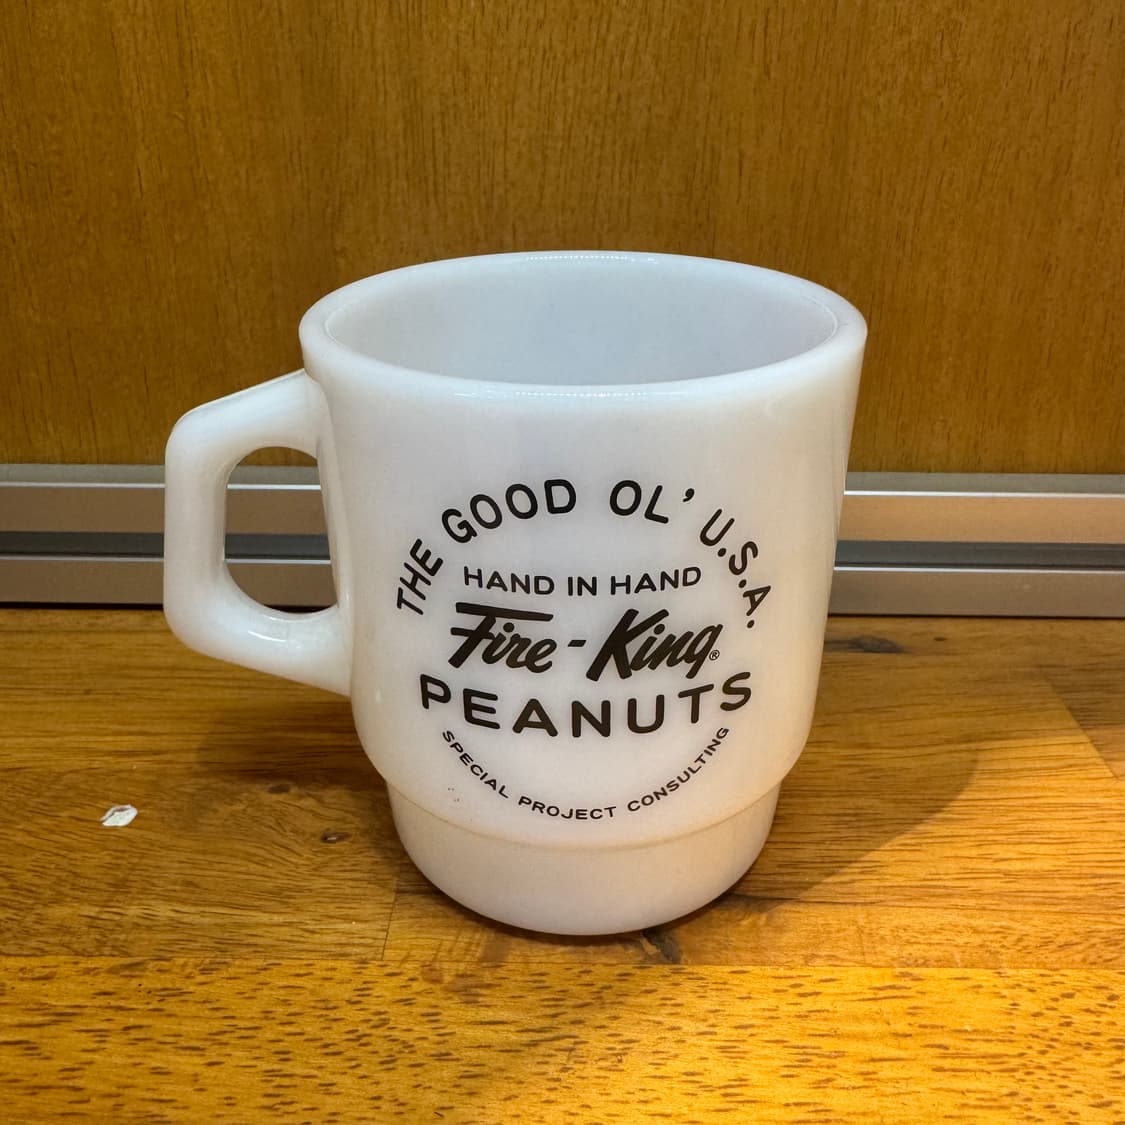 THE GOOD OL' U.S.A.
HAND IN HAND
Fire-King®
PEANUTS
SPECIAL PROJECT CONSULTING